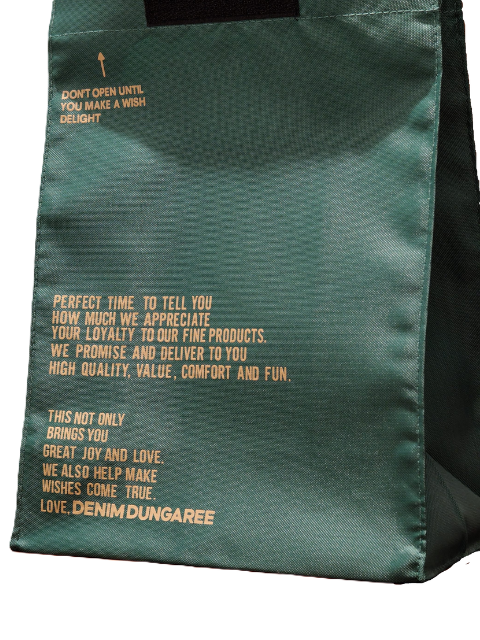 DON'T OPEN UNTIL
YOU MAKE A WISH
DELIGHT
PERFECT TIME TO TELL YOU
HOW MUCH WE APPRECIATE
YOUR LOYALTY TO OUR FINE PRODUCTS.
WE PROMISE AND DELIVER TO YOU
HIGH QUALITY, VALUE, COMFORT AND FUN.
THIS NOT ONLY
BRINGS YOU
GREAT JOY AND LOVE.
WE ALSO HELP MAKE
WISHES COME TRUE.
LOVE. DENIM DUNGAREE